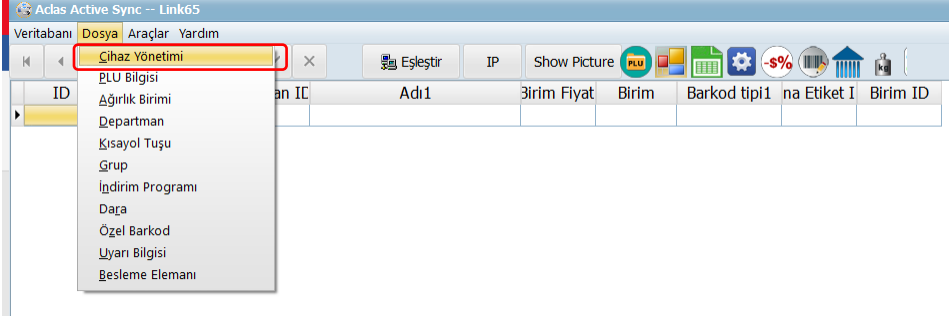 Aclas Active Sync -- Link65
Veritabanı Dosya Araçlar Yardım
Eşleştir IP Show Picture PLU -$% kg
ID Adı1 Birim Fiyat Birim Barkod tipi1 na Etiket I Birim ID
Cihaz Yönetimi
PLU Bilgisi
Ağırlık Birimi
Departman
Kısayol Tuşu
Grup
İndirim Programı
Dara
Özel Barkod
Uyarı Bilgisi
Besleme Elemanı